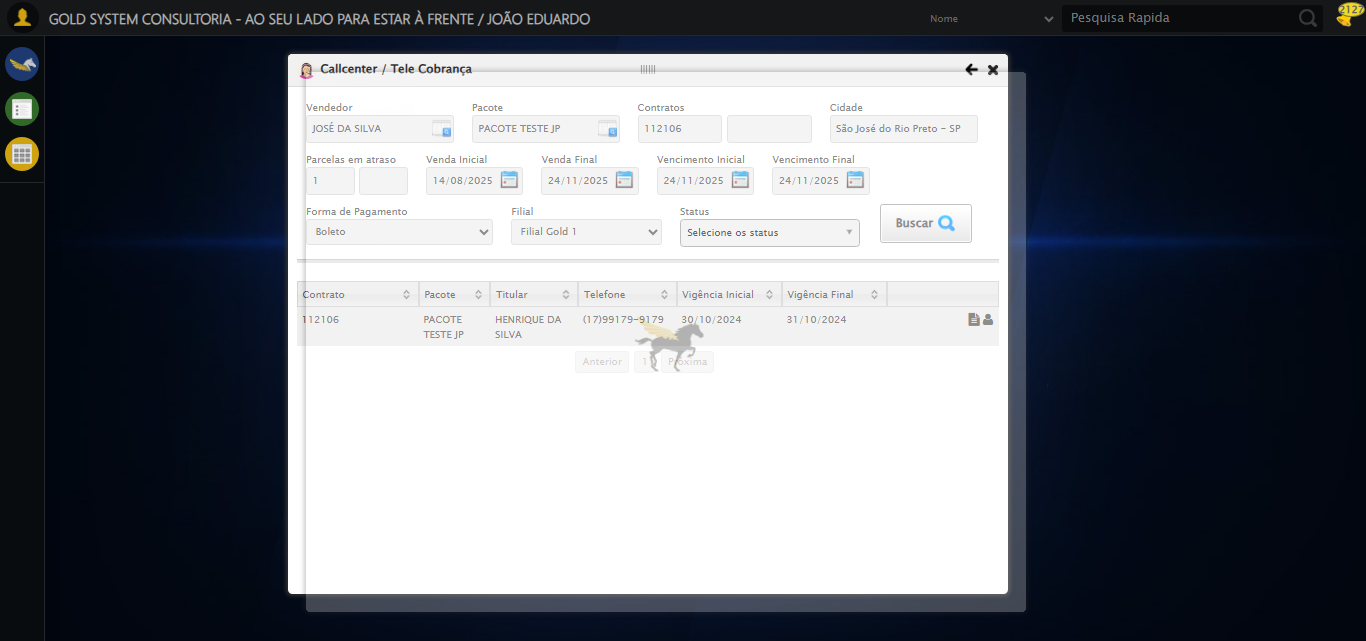 GOLD SYSTEM CONSULTORIA - AO SEU LADO PARA ESTAR À FRENTE / JOÃO EDUARDO
Nome
Pesquisa Rapida
2127
Callcenter / Tele Cobrança
Vendedor Pacote Contratos Cidade
JOSÉ DA SILVA PACOTE TESTE JP 112106 São José do Rio Preto - SP
Parcelas em atraso Venda Inicial Venda Final Vencimento Inicial Vencimento Final
1 14/08/2025 24/11/2025 24/11/2025 24/11/2025
Forma de Pagamento Filial Status
Boleto Filial Gold 1 Selecione os status Buscar
Contrato Pacote Titular Telefone Vigência Inicial Vigência Final
112106 PACOTE HENRIQUE DA (17)99179-9179 30/10/2024 31/10/2024
TESTE JP SILVA
Anterior 1 Próxima